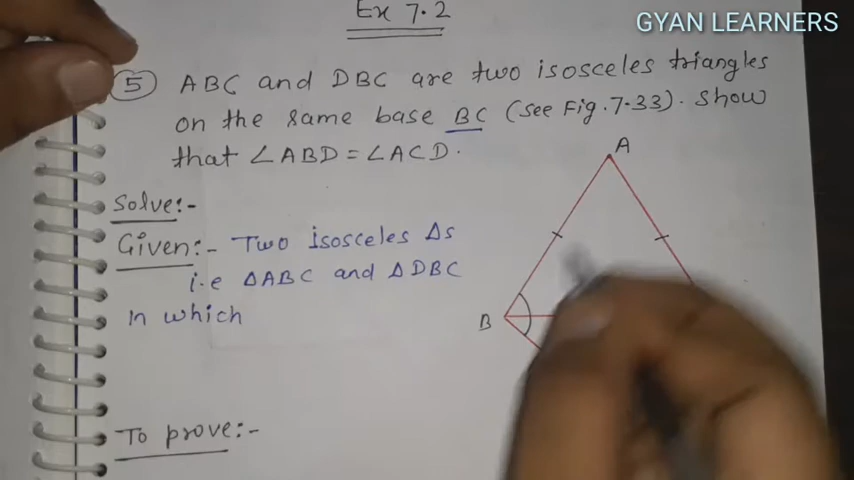 Ex 7.2
GYAN LEARNERS
5 ABC and DBC are two isosceles triangles
on the same base BC (see Fig. 7.33). Show
that ∠ABD = ∠ACD.
A
Solve:-
Given:- Two isosceles Δs
i.e ΔABC and ΔDBC
in which
B
To prove:-